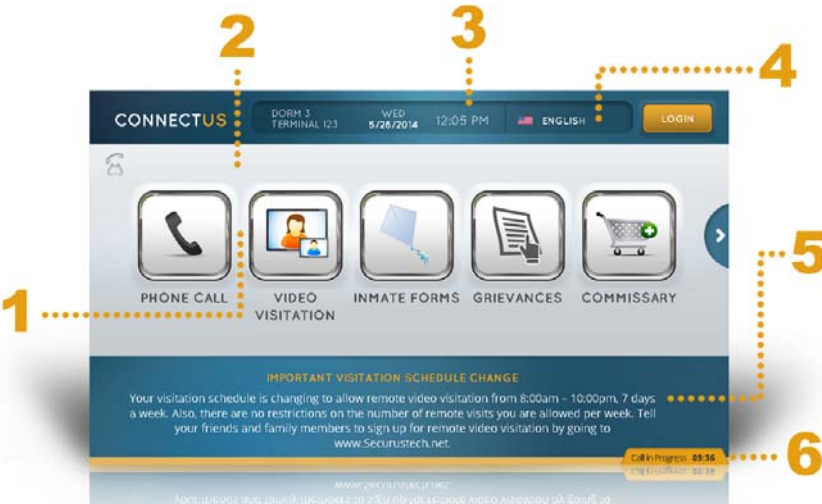 2
3
4
CONNECTUS
DORM 3
TERMINAL 123
WED
5/28/2014
12:05 PM
ENGLISH
LOGIN
PHONE CALL
VIDEO
VISITATION
INMATE FORMS
GRIEVANCES
COMMISSARY
5
1
IMPORTANT VISITATION SCHEDULE CHANGE
Your visitation schedule is changing to allow remote video visitation from 8:00am – 10:00pm, 7 days
a week. Also, there are no restrictions on the number of remote visits you are allowed per week. Tell
your friends and family members to sign up for remote video visitation by going to
www.Securustech.net.
Call in Progress 09:36
6